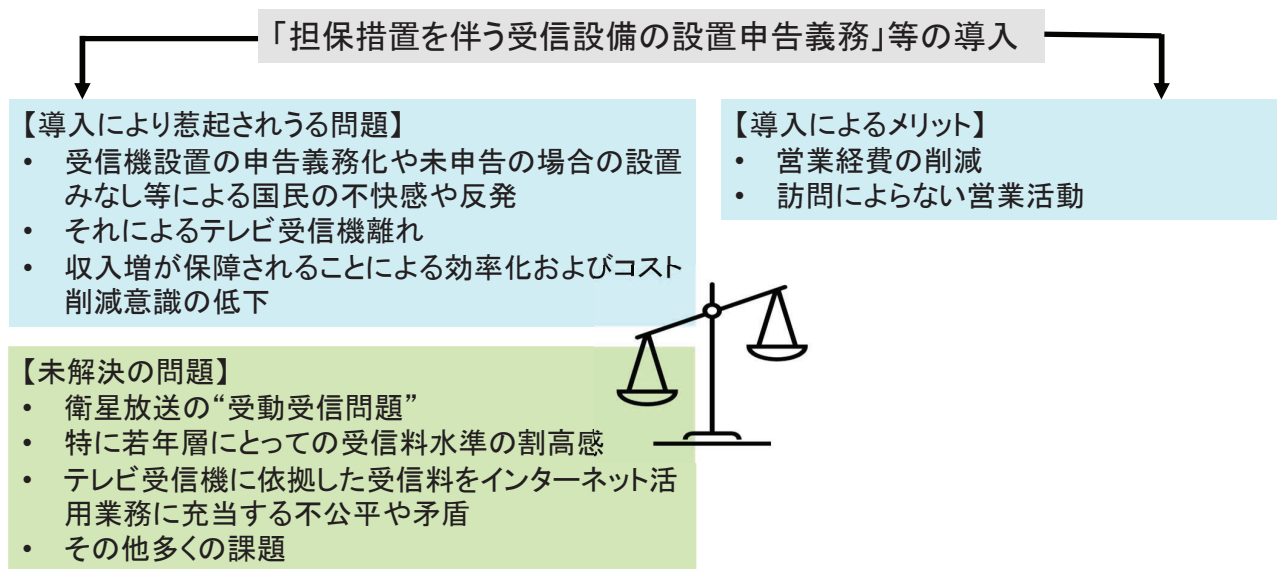 「担保措置を伴う受信設備の設置申告義務」等の導入
【導入により惹起されうる問題】
• 受信機設置の申告義務化や未申告の場合の設置
みなし等による国民の不快感や反発
• それによるテレビ受信機離れ
• 収入増が保障されることによる効率化およびコスト
削減意識の低下
【導入によるメリット】
• 営業経費の削減
• 訪問によらない営業活動
【未解決の問題】
• 衛星放送の“受動受信問題”
• 特に若年層にとっての受信料水準の割高感
• テレビ受信機に依拠した受信料をインターネット活
用業務に充当する不公平や矛盾
• その他多くの課題